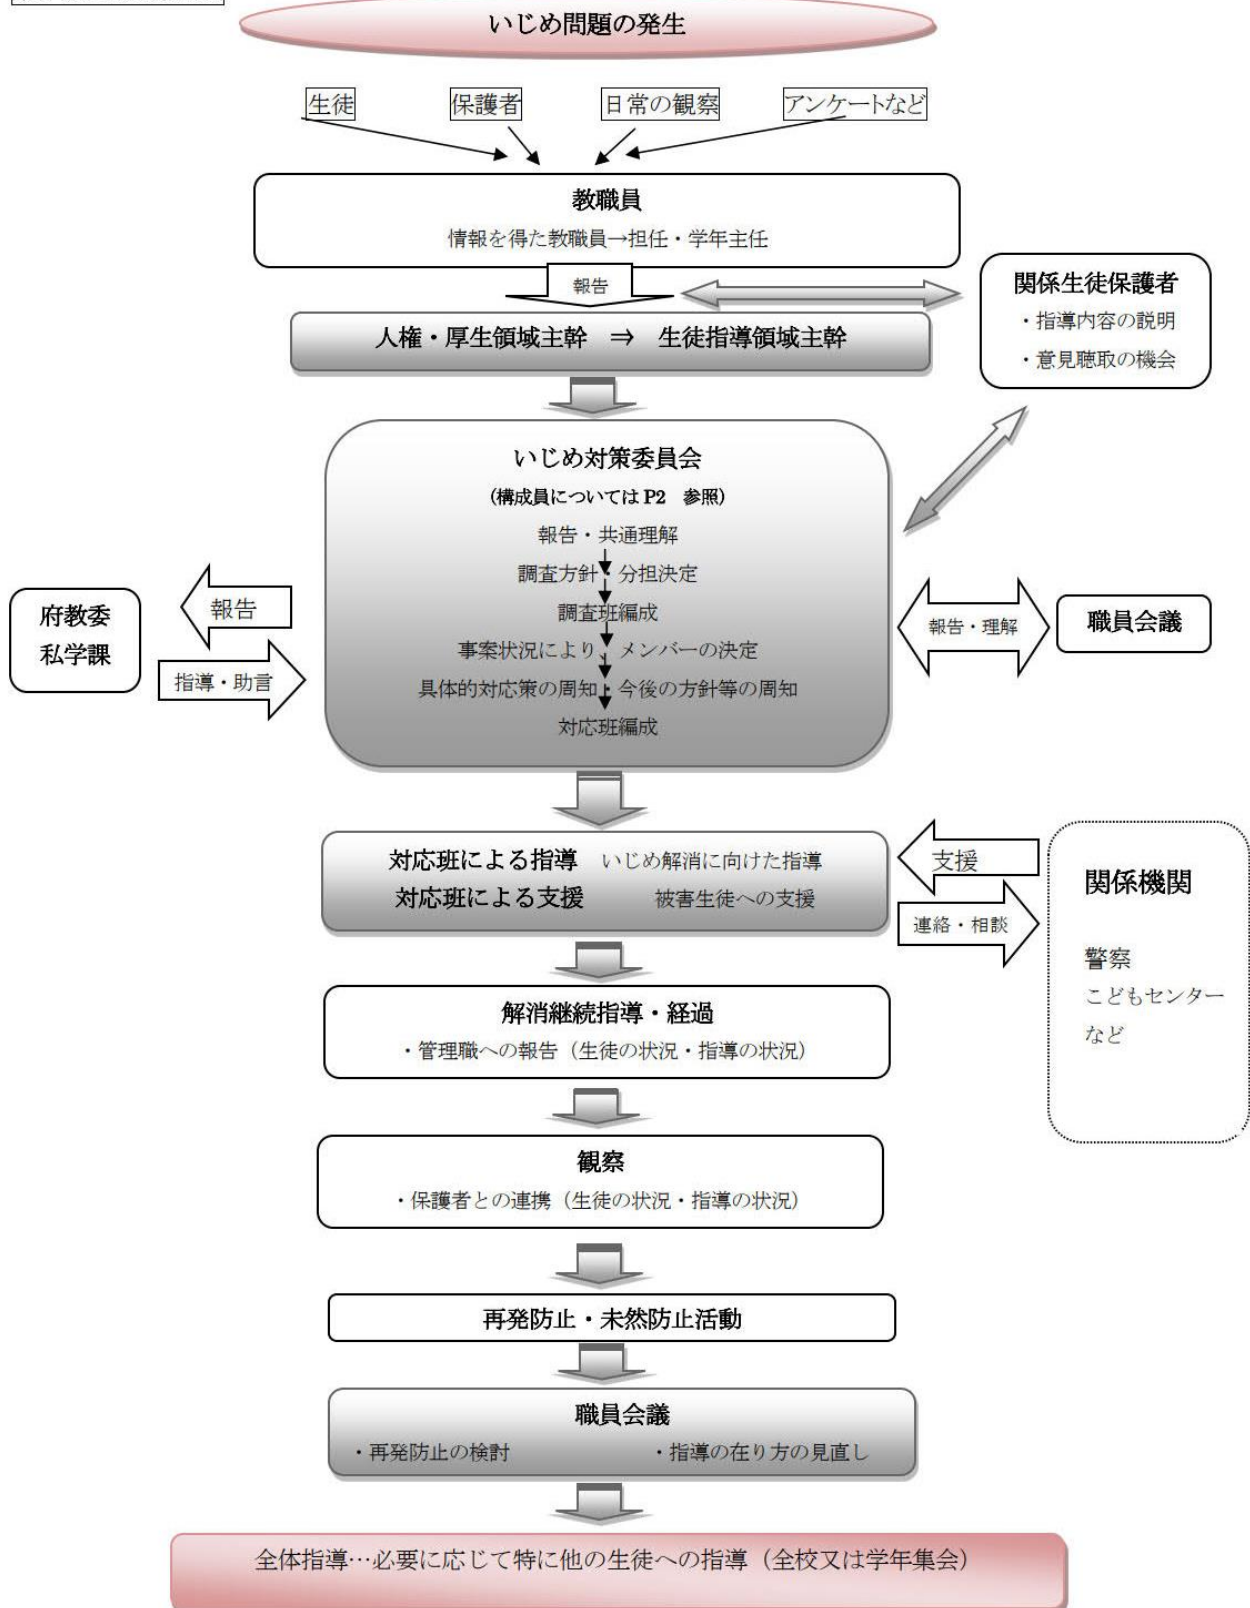 いじめ問題の発生
生徒
保護者
日常の観察
アンケートなど
教職員
情報を得た教職員→担任・学年主任
報告
関係生徒保護者
・指導内容の説明
・意見聴取の機会
人権・厚生領域主幹 ⇒ 生徒指導領域主幹
いじめ対策委員会
(構成員については P2 参照)
報告・共通理解
調査方針・分担決定
調査班編成
事案状況により、メンバーの決定
具体的対応策の周知・今後の方針等の周知
対応班編成
府教委
私学課
報告
指導・助言
報告・理解
職員会議
対応班による指導 いじめ解消に向けた指導
対応班による支援 被害生徒への支援
支援
連絡・相談
関係機関
警察
こどもセンター
など
解消継続指導・経過
・管理職への報告（生徒の状況・指導の状況）
観察
・保護者との連携（生徒の状況・指導の状況）
再発防止・未然防止活動
職員会議
・再発防止の検討 ・指導の在り方の見直し
全体指導…必要に応じて特に他の生徒への指導（全校又は学年集会）